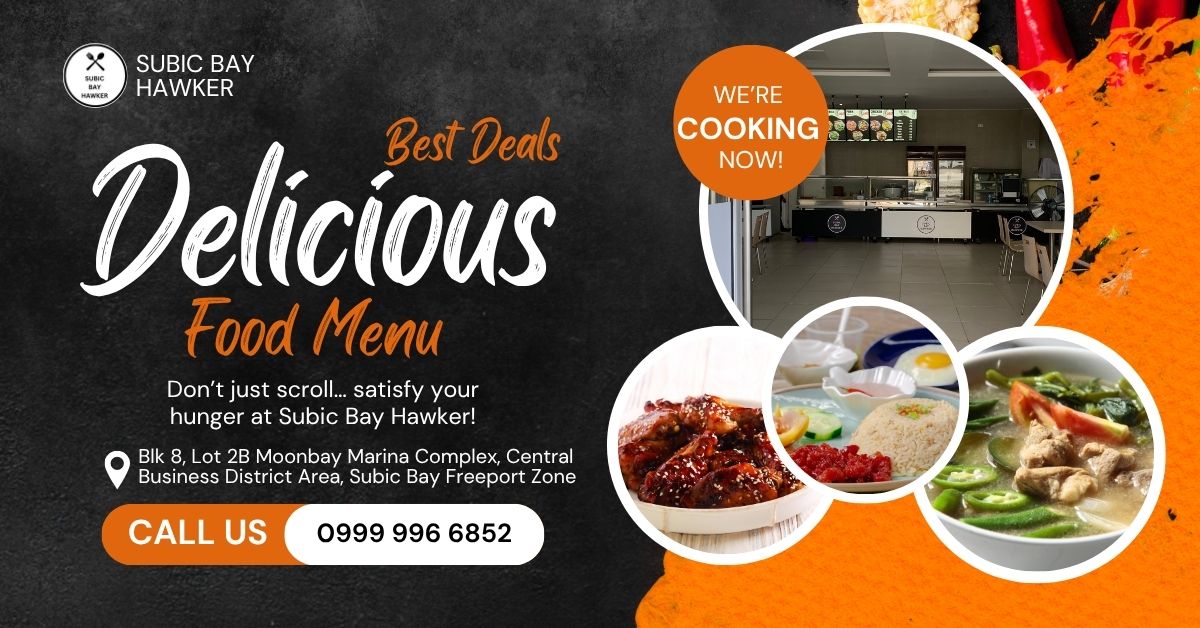 SUBIC
BAY
HAWKER
SUBIC BAY
HAWKER
Best Deals
Delicious
Food Menu
Don’t just scroll... satisfy your
hunger at Subic Bay Hawker!
Blk 8, Lot 2B Moonbay Marina Complex, Central
Business District Area, Subic Bay Freeport Zone
CALL US
0999 996 6852
WE’RE
COOKING
NOW!